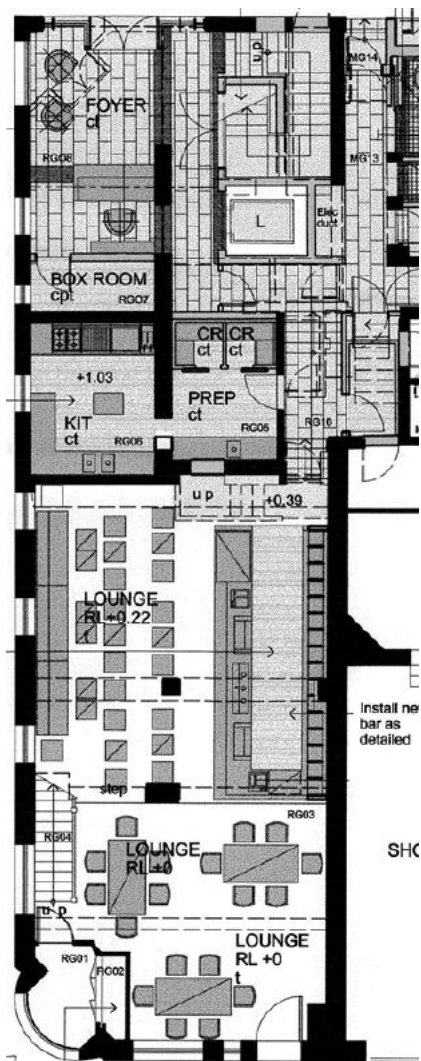 up
MG14
FOYER
ct
RG08
MG13
L
Elec
duct
BOX ROOM
cpt
RG07
CR CR
ct ct
+1.03
PREP
ct
KIT
ct
RG06
RG05
RG10
up
+0.39
LOUNGE
RL+0.22
t
Install ne
bar as
detailed
step
RG04
RG03
LOUNGE
RL +0
t
SHO
up
LOUNGE
RL +0
t
RG01
RG02